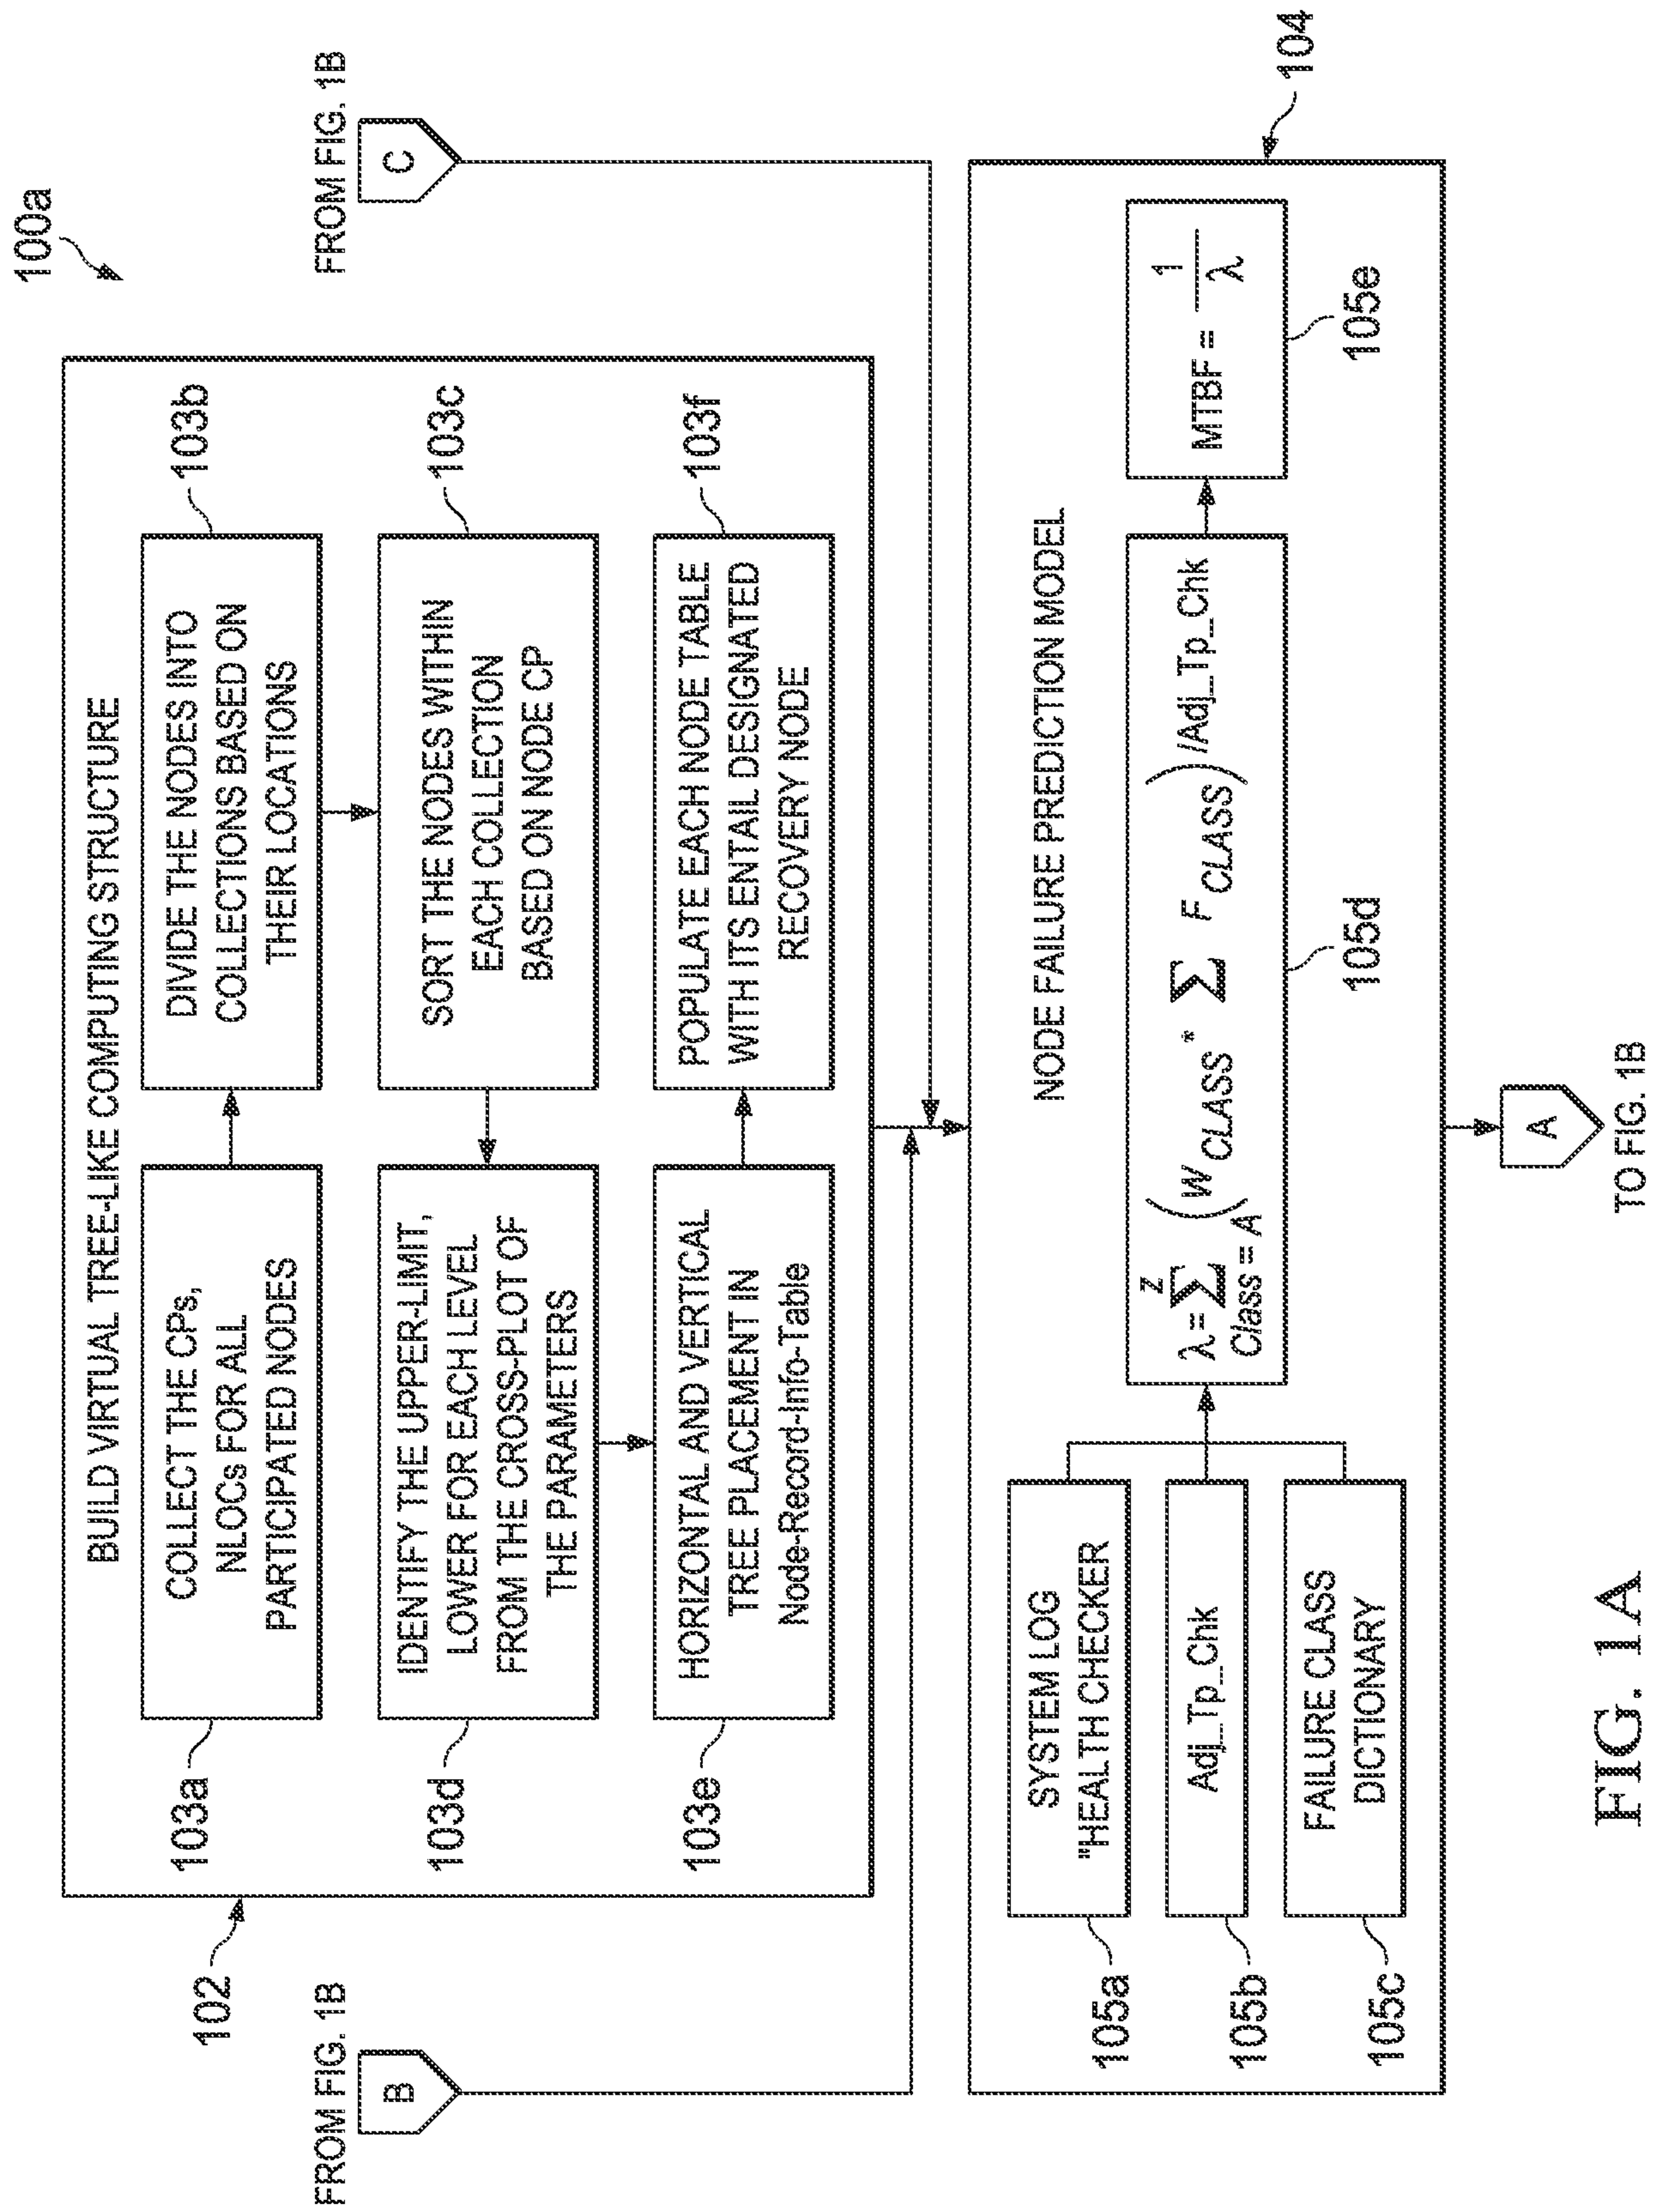 100a
FROM FIG. 1B
B
FROM FIG. 1B
C
102
BUILD VIRTUAL TREE-LIKE COMPUTING STRUCTURE
103a
COLLECT THE CPs,
NLOCs FOR ALL
PARTICIPATED NODES
DIVIDE THE NODES INTO
COLLECTIONS BASED ON
THEIR LOCATIONS
103b
SORT THE NODES WITHIN
EACH COLLECTION
BASED ON NODE CP
103c
103d
IDENTIFY THE UPPER-LIMIT,
LOWER FOR EACH LEVEL
FROM THE CROSS-PLOT OF
THE PARAMETERS
103e
HORIZONTAL AND VERTICAL
TREE PLACEMENT IN
Node-Record-Info-Table
POPULATE EACH NODE TABLE
WITH ITS ENTAIL DESIGNATED
RECOVERY NODE
103f
104
NODE FAILURE PREDICTION MODEL
105a
SYSTEM LOG
"HEALTH CHECKER
105b
Adj_Tp_Chk
105c
FAILURE CLASS
DICTIONARY
Z
λ= Σ (W CLASS * Σ F CLASS) /Adj_Tp_Chk
Class = A
105d
MTBF = 1/λ
105e
A
TO FIG. 1B
FIG. 1A